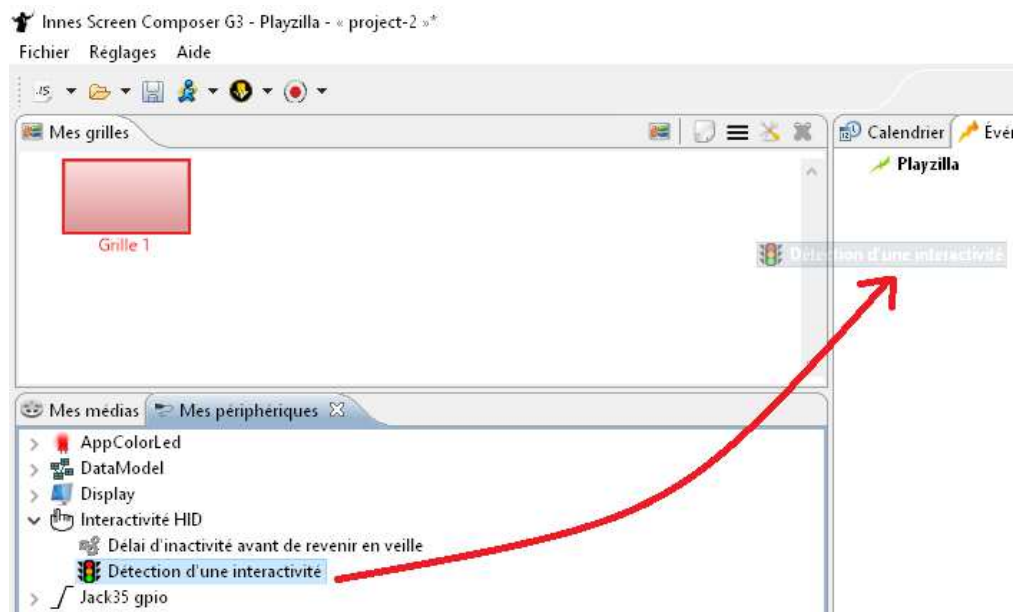 Innes Screen Composer G3 - Playzilla - « project-2 »*
Fichier Réglages Aide
Mes grilles
Calendrier
Playzilla
Grille 1
Détection d'une interactivité
Mes médias Mes périphériques
AppColorLed
DataModel
Display
Interactivité HID
Délai d'inactivité avant de revenir en veille
Détection d'une interactivité
Jack35 gpio